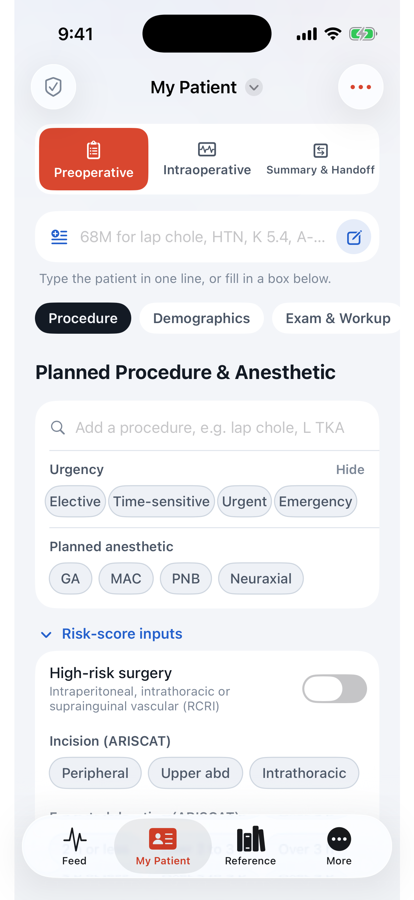 9:41
My Patient
Preoperative
Intraoperative
Summary & Handoff
68M for lap chole, HTN, K 5.4, A-...
Type the patient in one line, or fill in a box below.
Procedure
Demographics
Exam & Workup
Planned Procedure & Anesthetic
Add a procedure, e.g. lap chole, L TKA
Urgency
Hide
Elective
Time-sensitive
Urgent
Emergency
Planned anesthetic
GA
MAC
PNB
Neuraxial
Risk-score inputs
High-risk surgery
Intraperitoneal, intrathoracic or
suprainguinal vascular (RCRI)
Incision (ARISCAT)
Peripheral
Upper abd
Intrathoracic
Feed
My Patient
Reference
More